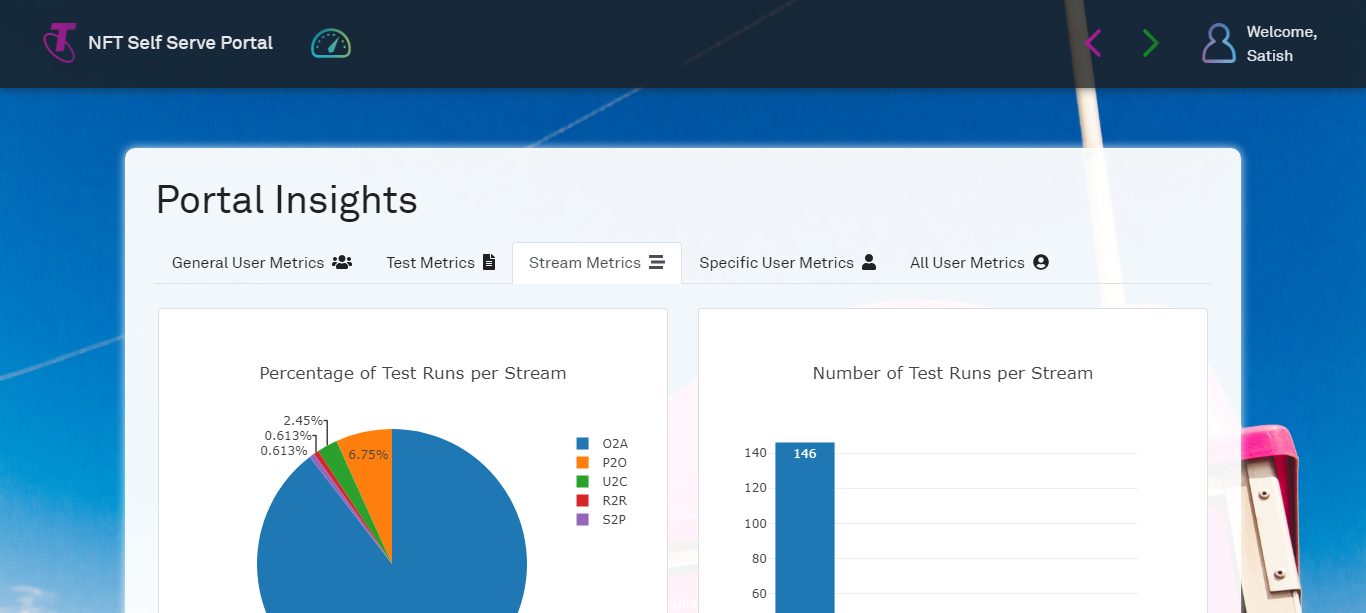 NFT Self Serve Portal
Welcome,
Satish
Portal Insights
General User Metrics
Test Metrics
Stream Metrics
Specific User Metrics
All User Metrics
Percentage of Test Runs per Stream
2.45%
0.613%
0.613%
6.75%
O2A
P2O
U2C
R2R
S2P
Number of Test Runs per Stream
140
146
120
100
80
60